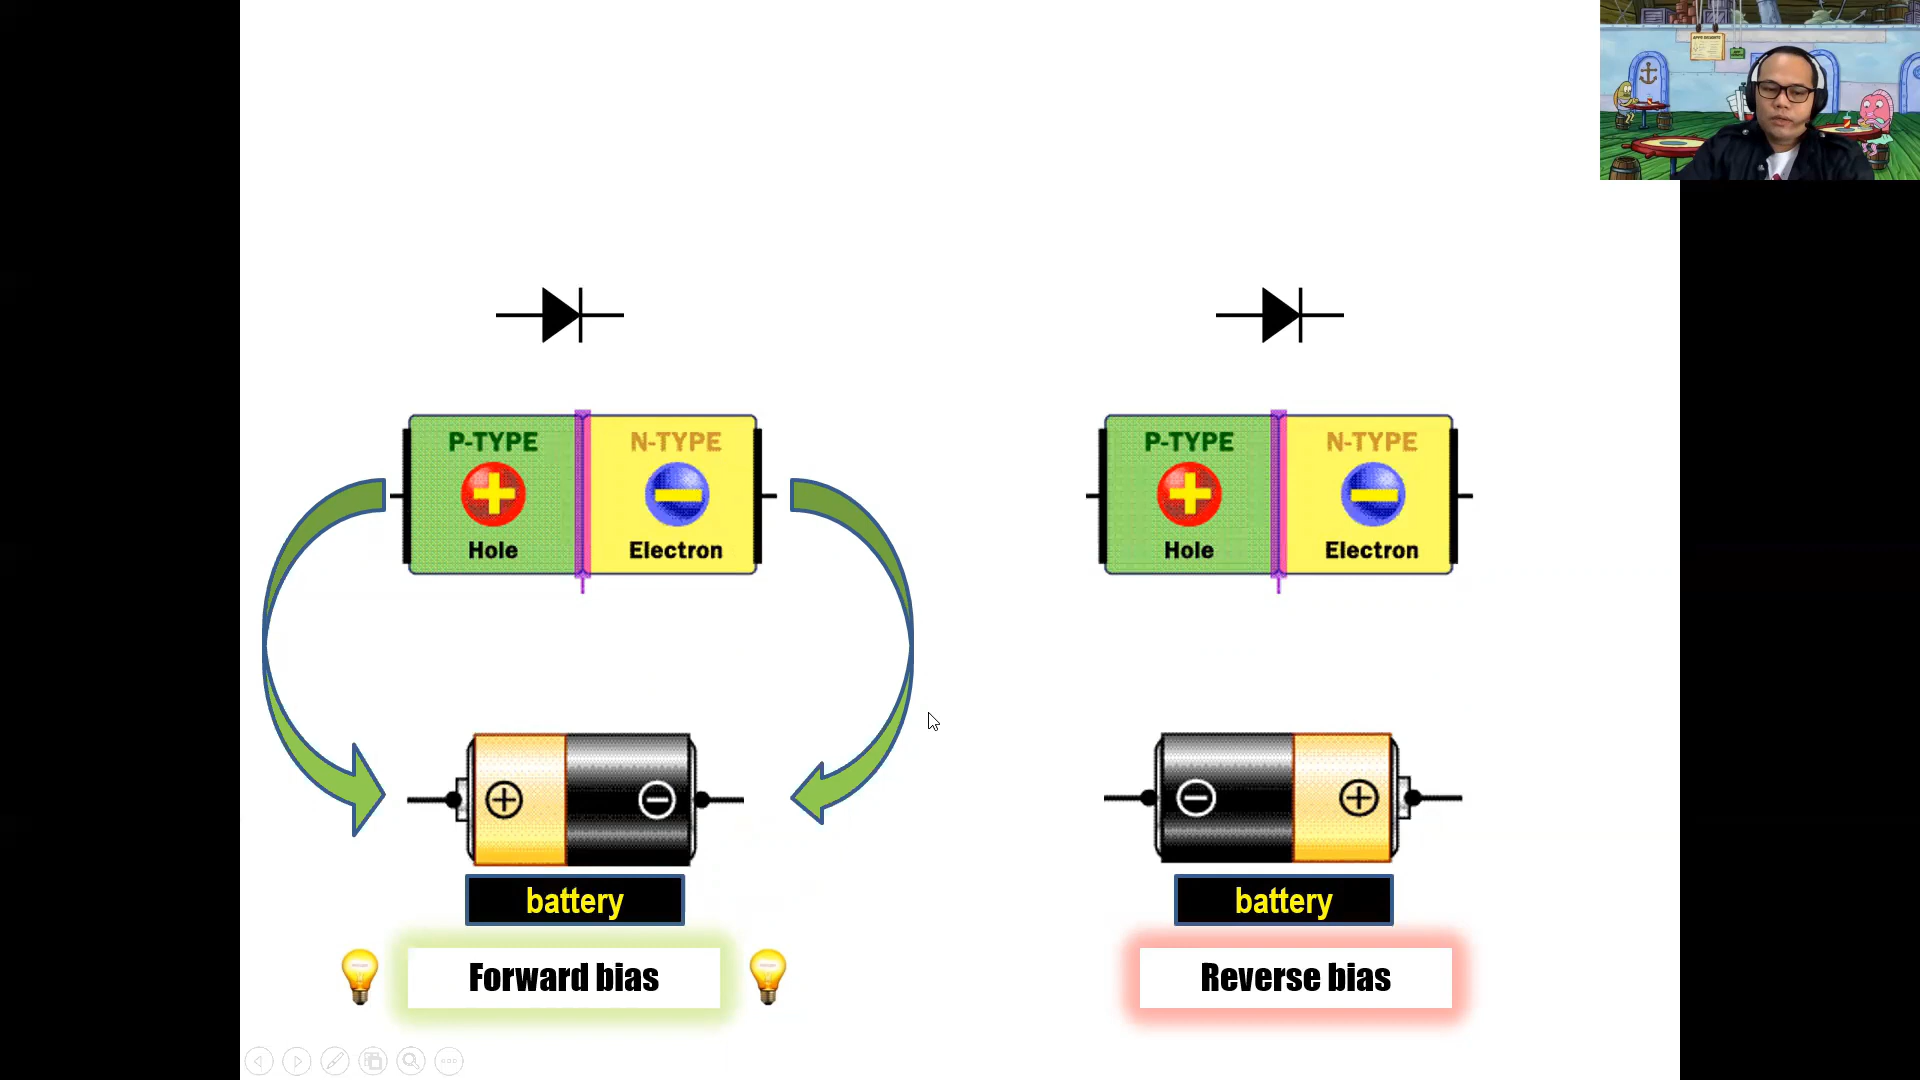 P-TYPE N-TYPE
Hole Electron
battery
Forward bias
P-TYPE N-TYPE
Hole Electron
battery
Reverse bias